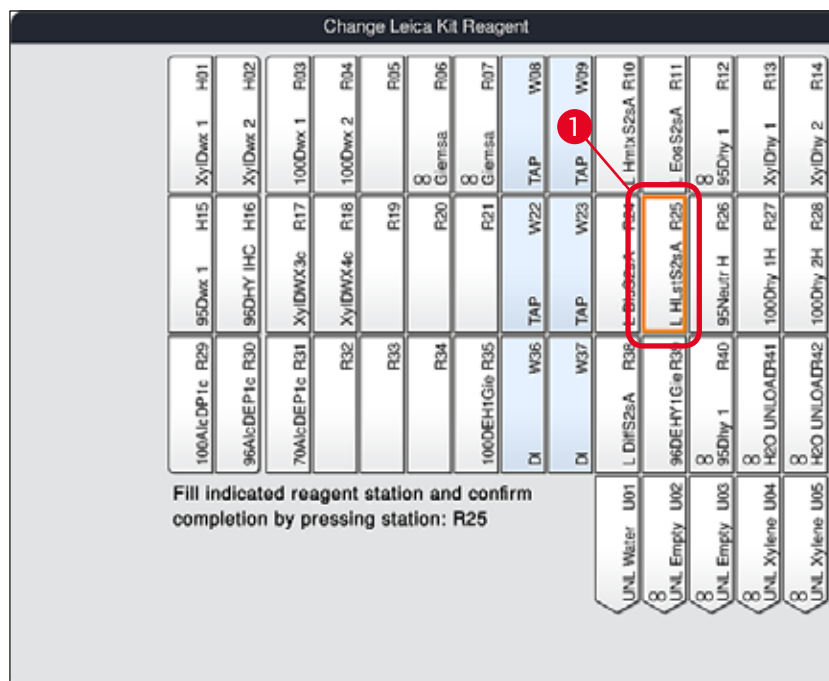 Change Leica Kit Reagent
XylDwx 1 H01
XylDwx 2 H02
100Dwx 1 R03
100Dwx 2 R04
R05
∞ Giemsa R06
∞ Giemsa R07
TAP W08
TAP W09
L HmtxS2sA R10
L EosS2sA R11
∞ 95Dhy 1 R12
XylDhy 1 R13
XylDhy 2 R14
1
95Dwx 1 H15
96DHY IHC H16
XylDWX3c R17
XylDWX4c R18
R19
R20
R21
TAP W22
TAP W23
L R24
L HLstS2sA R25
95Neutr H R26
100Dhy 1H R27
100Dhy 2H R28
100AlcDP1c R29
96AlcDEP1c R30
70AlcDEP1c R31
R32
R33
R34
100DEH1Gie R35
DI W36
DI W37
L DiffS2sA R38
96DEHY1Gie R39
∞ 95Dhy 1 R40
∞ H2O UNLOADR41
∞ H2O UNLOADR42
Fill indicated reagent station and confirm
completion by pressing station: R25
UNL Water U01
∞ UNL Empty U02
∞ UNL Empty U03
∞ UNL Xylene U04
∞ UNL Xylene U05